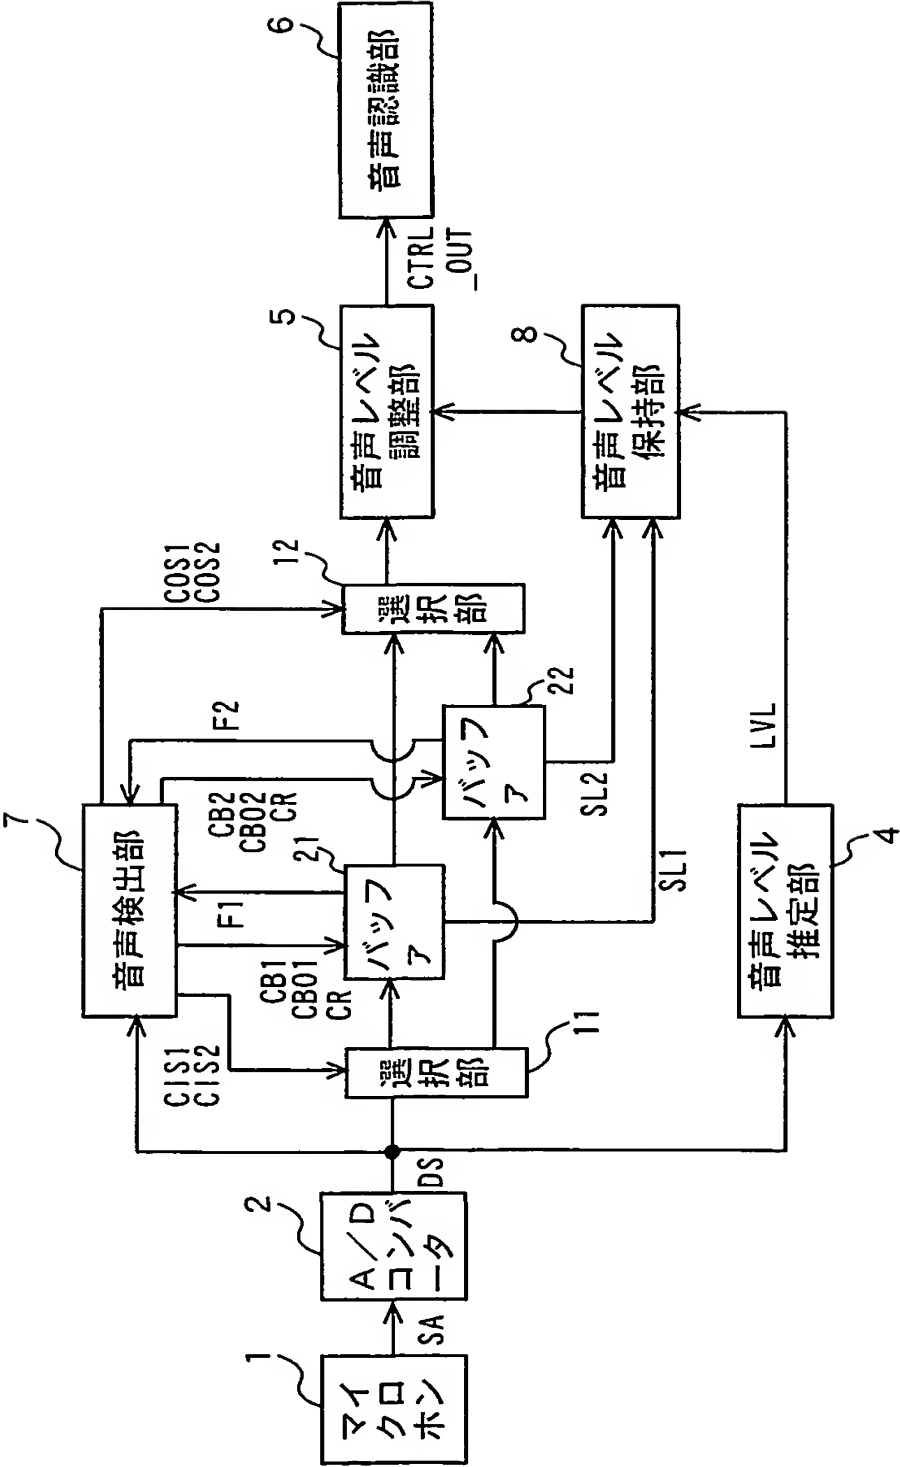 1
マイ
クロ
ホン
SA
2
A／D
コンバ
ータ
DS
CIS1
CIS2
7
音声検出部
11
選択
部
CB1
CBO1
CR
F1
21
バッフ
ァ
CB2
CBO2
CR
F2
22
バッフ
ァ
COS1
COS2
12
選択
部
SL1
SL2
4
音声レベル
推定部
LVL
8
音声レベル
保持部
5
音声レベル
調整部
CTRL
_OUT
6
音声認識部